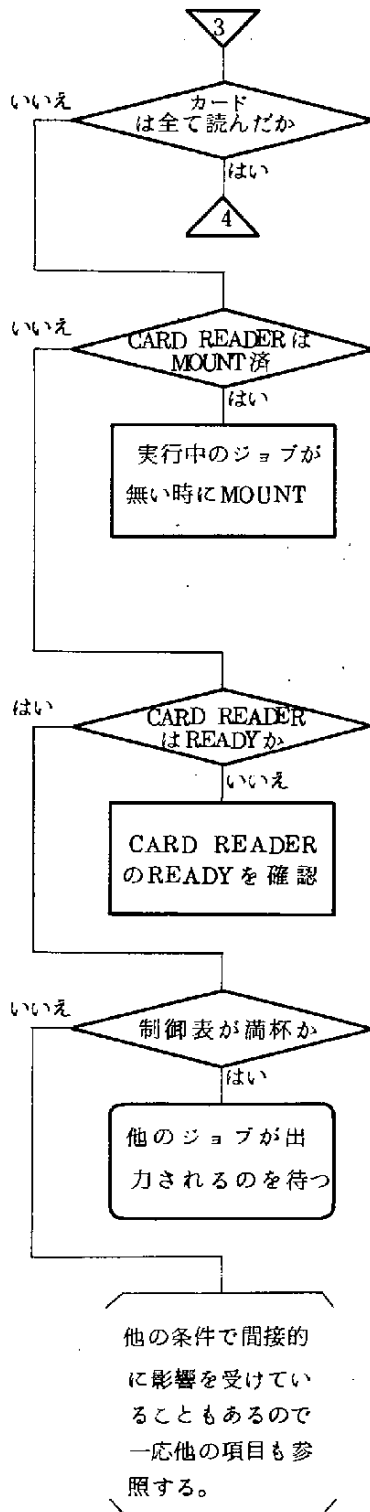 3
カード
は全て読んだか
いいえ
はい
4
CARD READERは
MOUNT済
いいえ
はい
実行中のジョブが
無い時にMOUNT
CARD READER
はREADYか
はい
いいえ
CARD READER
のREADYを確認
制御表が満杯か
いいえ
はい
他のジョブが出
力されるのを待つ
他の条件で間接的
に影響を受けてい
ることもあるので
一応他の項目も参
照する。